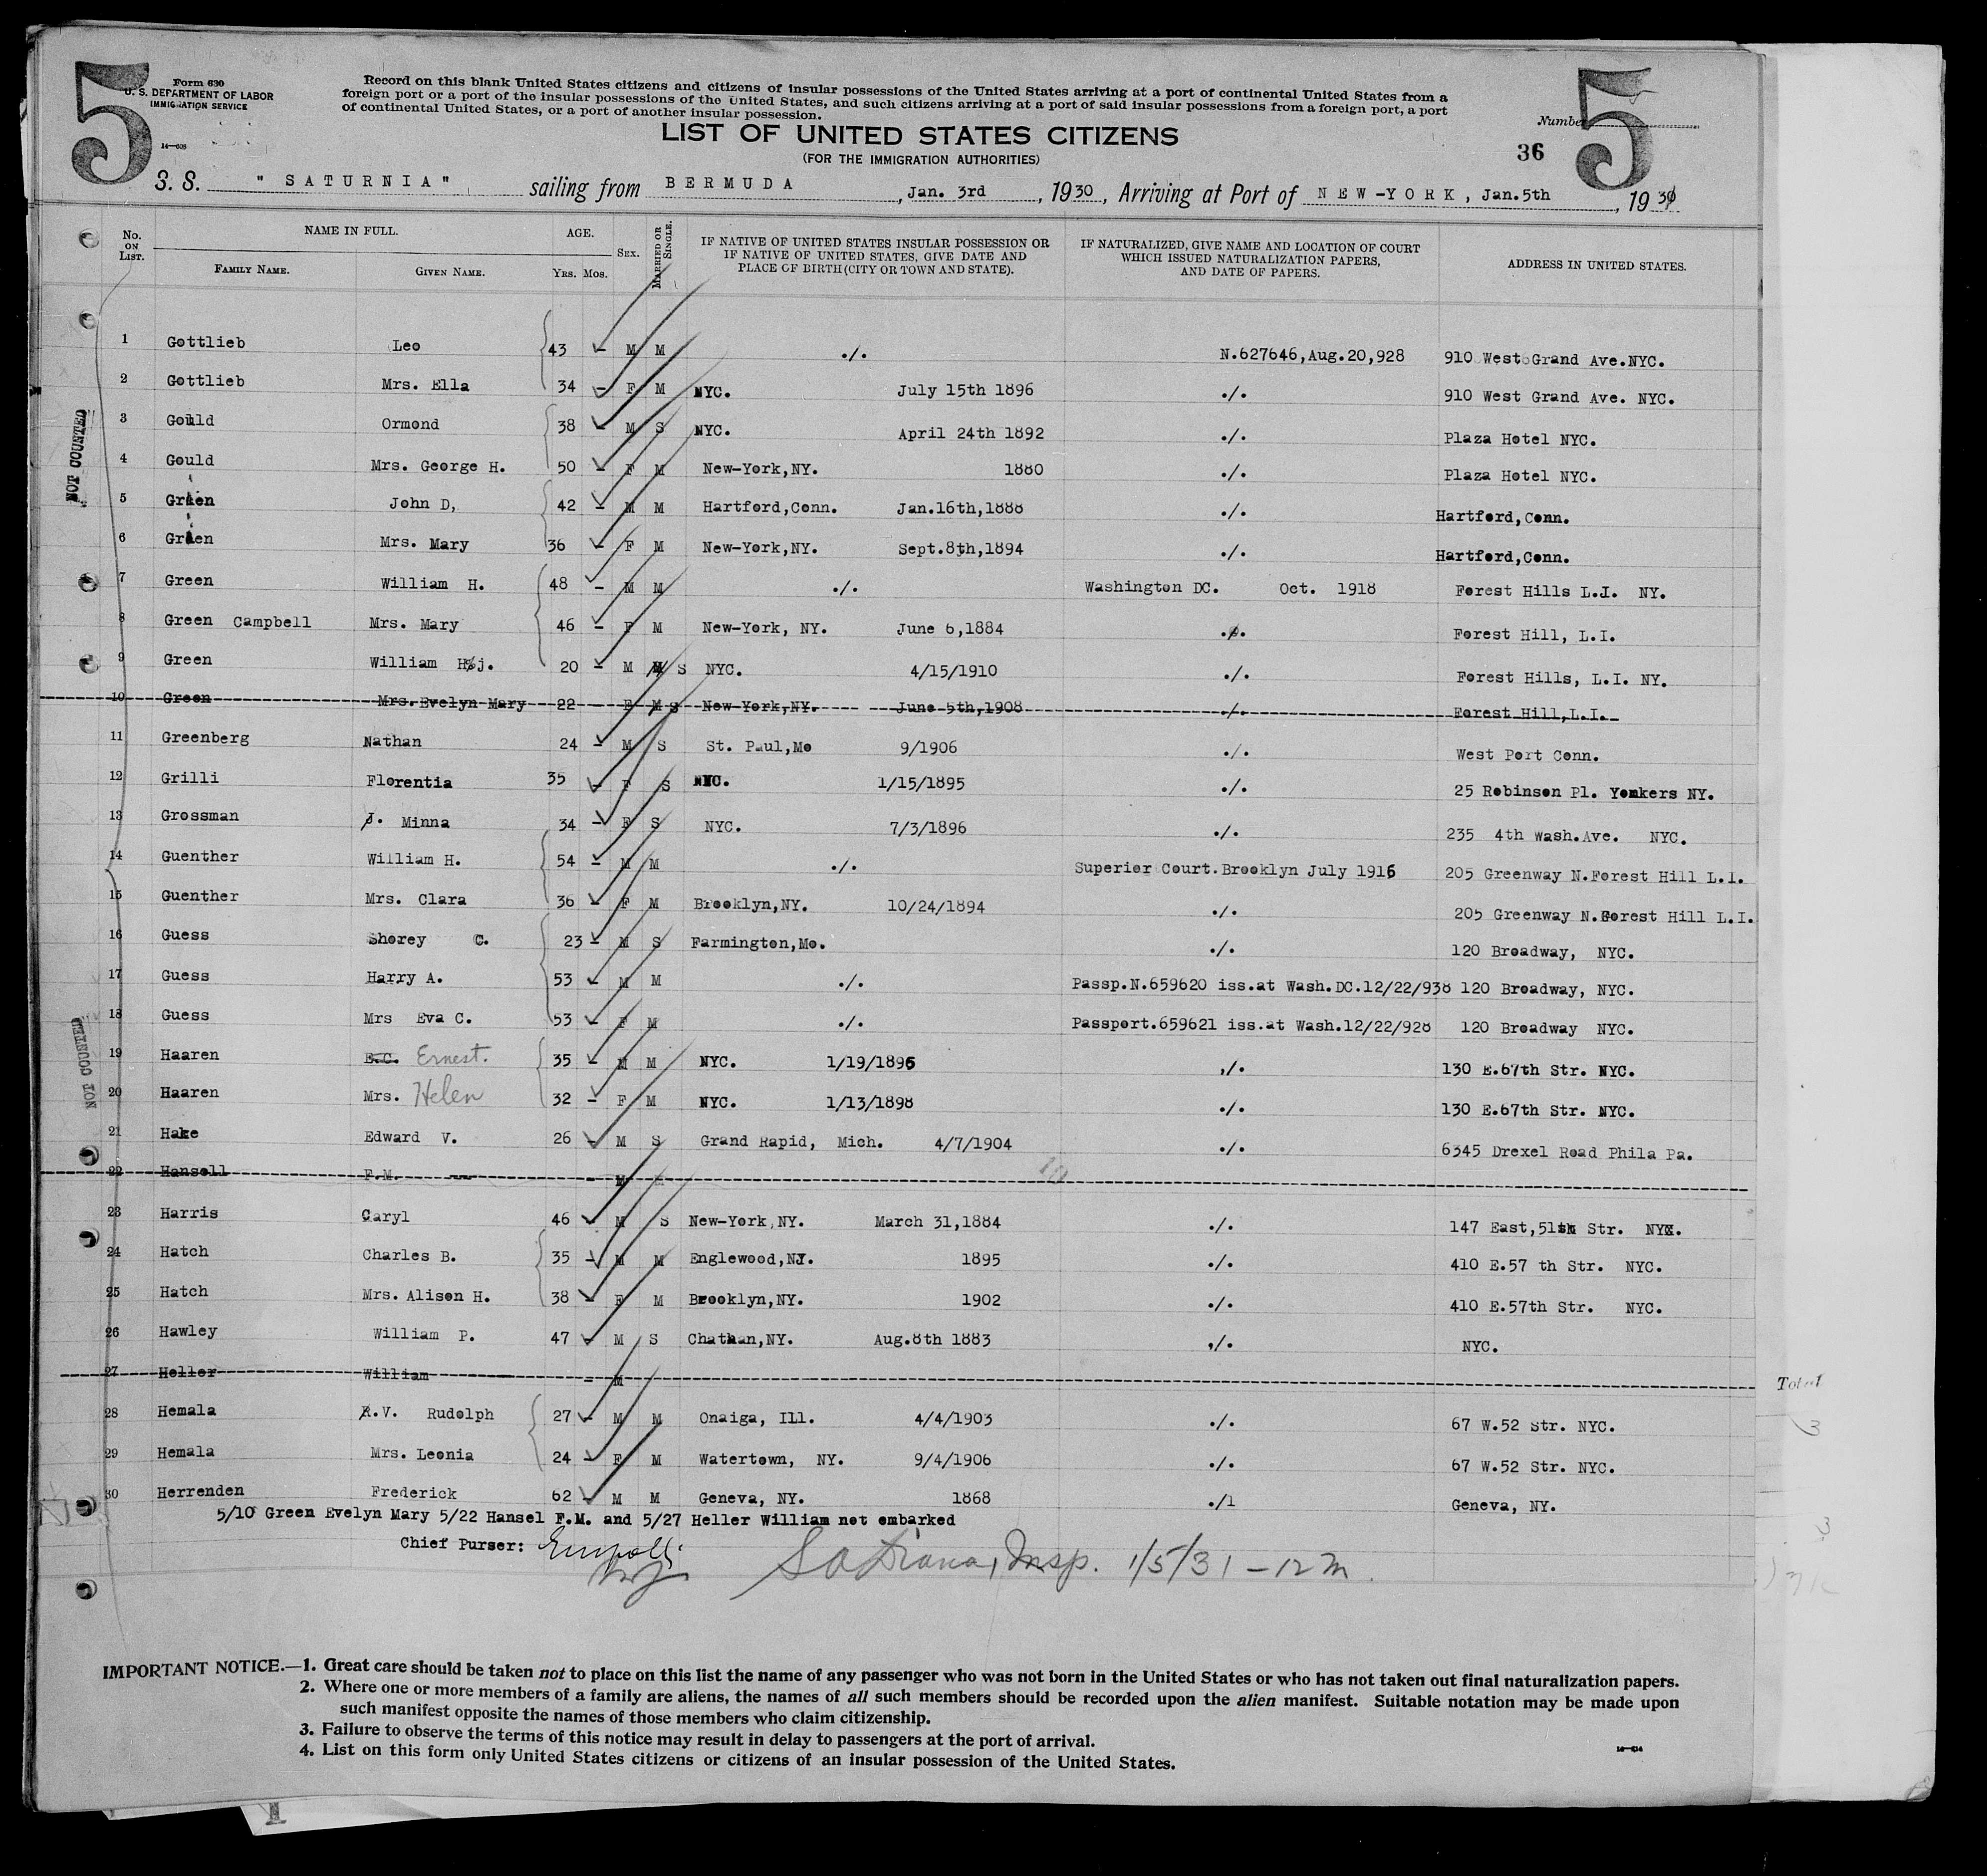 5
Form 630
U. S. DEPARTMENT OF LABOR
IMMIGRATION SERVICE
14—608
Record on this blank United States citizens and citizens of insular possessions of the United States arriving at a port of continental United States from a
foreign port or a port of the insular possessions of the United States, and such citizens arriving at a port of said insular possessions from a foreign port, a port
of continental United States, or a port of another insular possession.
LIST OF UNITED STATES CITIZENS
(FOR THE IMMIGRATION AUTHORITIES)
Number
5
36
S. S. " SATURNIA" sailing from BERMUDA, Jan. 3rd, 1930, Arriving at Port of NEW-YORK, Jan.5th, 193
No. ON LIST. NAME IN FULL. AGE. SEX. MARRIED OR SINGLE. IF NATIVE OF UNITED STATES INSULAR POSSESSION OR IF NATIVE OF UNITED STATES, GIVE DATE AND PLACE OF BIRTH (CITY OR TOWN AND STATE). IF NATURALIZED, GIVE NAME AND LOCATION OF COURT WHICH ISSUED NATURALIZATION PAPERS, AND DATE OF PAPERS. ADDRESS IN UNITED STATES.
FAMILY NAME. GIVEN NAME. YRS. MOS.
1 Gottlieb Leo 43 - M M ./. N.627646,Aug.20,928 910 West Grand Ave.NYC.
2 Gottlieb Mrs. Ella 34 - F M NYC. July 15th 1896 ./. 910 West Grand Ave. NYC.
3 Gould Ormond 38 - M S NYC. April 24th 1892 ./. Plaza Hotel NYC.
4 Gould Mrs. George H. 50 - F M New-York,NY. 1880 ./. Plaza Hotel NYC.
5 Green John D, 42 - M M Hartford,Conn. Jan.16th,1888 ./. Hartford,Conn.
6 Green Mrs. Mary 36 - F M New-York,NY. Sept.8th,1894 ./. Hartford,Conn.
7 Green William H. 48 - M M ./. Washington DC. Oct. 1918 Forest Hills L.I. NY.
8 Green Campbell Mrs. Mary 46 - F M New-York, NY. June 6,1884 ./. Forest Hill, L.I.
9 Green William H. j. 20 - M M S NYC. 4/15/1910 ./. Forest Hills, L.I. NY.
10 Green Mrs. Evelyn Mary 22 - F M S New-York,NY. June 5th,1908 ./. Forest Hill,L.I.
11 Greenberg Nathan 24 - M S St. Paul,Mo 9/1906 ./. West Port Conn.
12 Grilli Florentia 35 - F S NYC. 1/15/1895 ./. 25 Robinson Pl. Yonkers NY.
13 Grossman J. Minna 34 - F S NYC. 7/3/1896 ./. 235 4th Wash.Ave. NYC.
14 Guenther William H. 54 - M M ./. Superior Court.Brooklyn July 1916 205 Greenway N.Forest Hill L.I.
15 Guenther Mrs. Clara 36 - F M Brooklyn,NY. 10/24/1894 ./. 205 Greenway N.Forest Hill L.I.
16 Guess Shorey C. 23 - M S Farmington,Mo. ./. 120 Broadway, NYC.
17 Guess Harry A. 53 - M M ./. Passp.N.659620 iss.at Wash.DC.12/22/938 120 Broadway, NYC.
18 Guess Mrs Eva C. 53 - F M ./. Passport.659621 iss.at Wash.12/22/928 120 Broadway NYC.
19 Haaren E.C. Ernest. 35 - M M NYC. 1/19/1896 ,/. 130 E.67th Str. NYC.
20 Haaren Mrs. Helen 32 - F M NYC. 1/13/1898 ./. 130 E.67th Str. NYC.
21 Hake Edward V. 26 - M S Grand Rapid, Mich. 4/7/1904 ./. 6345 Drexel Road Phila Pa.
22 Hansell F.M. - M
23 Harris Caryl 46 - M S New-York,NY. March 31,1884 ./. 147 East,51 Str. NYC.
24 Hatch Charles B. 35 - M M Englewood,NJ. 1895 ./. 410 E.57 th Str. NYC.
25 Hatch Mrs. Alison H. 38 - F M Brooklyn,NY. 1902 ./. 410 E.57th Str. NYC.
26 Hawley William P. 47 - M S Chathan,NY. Aug.8th 1883 ,/. NYC.
27 Heller William - M
28 Hemala R.V. Rudolph 27 - M M Onaiga, Ill. 4/4/1903 ./. 67 W.52 Str. NYC.
29 Hemala Mrs. Leonia 24 - F M Watertown, NY. 9/4/1906 ./. 67 W.52 Str. NYC.
30 Herrenden Frederick 62 - M M Geneva, NY. 1868 ./1 Geneva, NY.
NOT COUNTED
NOT COUNTED
Total
3
3
5/10 Green Evelyn Mary 5/22 Hansel F.M. and 5/27 Heller William not embarked
Chief Purser:
Insp. 1/5/31 – 12 M.
IMPORTANT NOTICE.—1. Great care should be taken not to place on this list the name of any passenger who was not born in the United States or who has not taken out final naturalization papers.
2. Where one or more members of a family are aliens, the names of all such members should be recorded upon the alien manifest. Suitable notation may be made upon
such manifest opposite the names of those members who claim citizenship.
3. Failure to observe the terms of this notice may result in delay to passengers at the port of arrival.
4. List on this form only United States citizens or citizens of an insular possession of the United States.